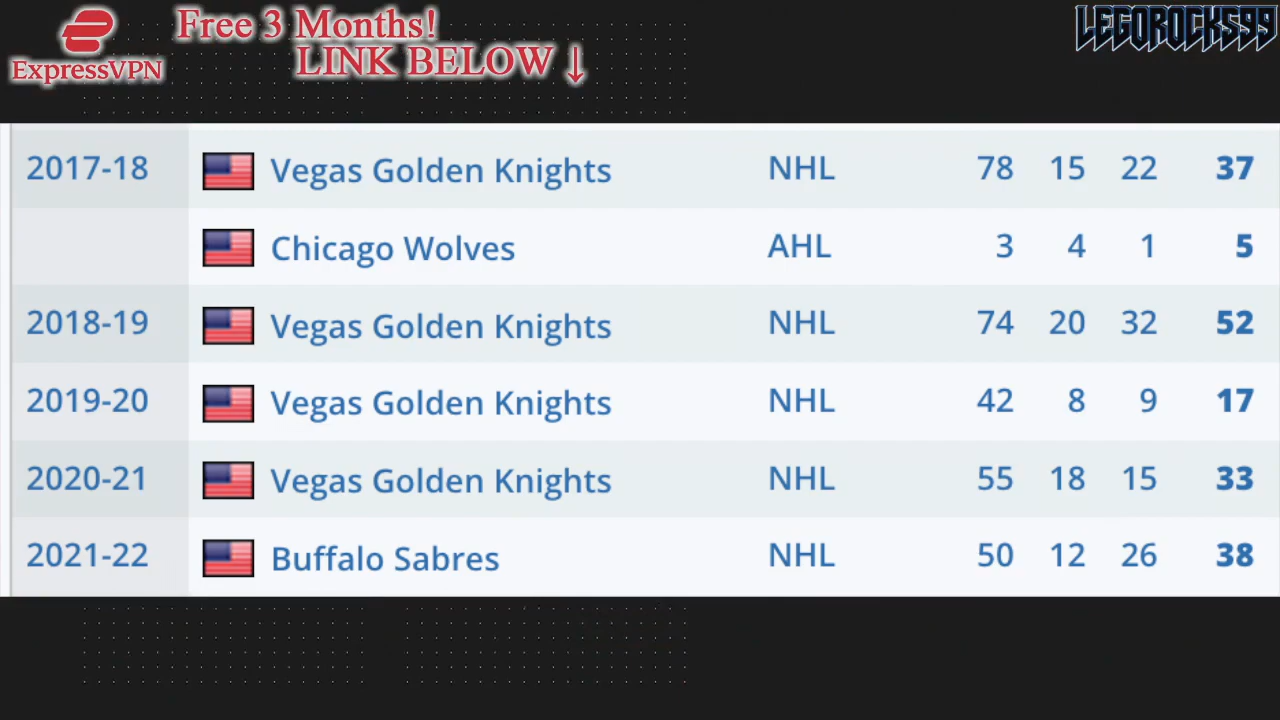 Free 3 Months!
LINK BELOW ↓
ExpressVPN
LEGOROCKS99
2017-18 Vegas Golden Knights NHL 78 15 22 37
Chicago Wolves AHL 3 4 1 5
2018-19 Vegas Golden Knights NHL 74 20 32 52
2019-20 Vegas Golden Knights NHL 42 8 9 17
2020-21 Vegas Golden Knights NHL 55 18 15 33
2021-22 Buffalo Sabres NHL 50 12 26 38